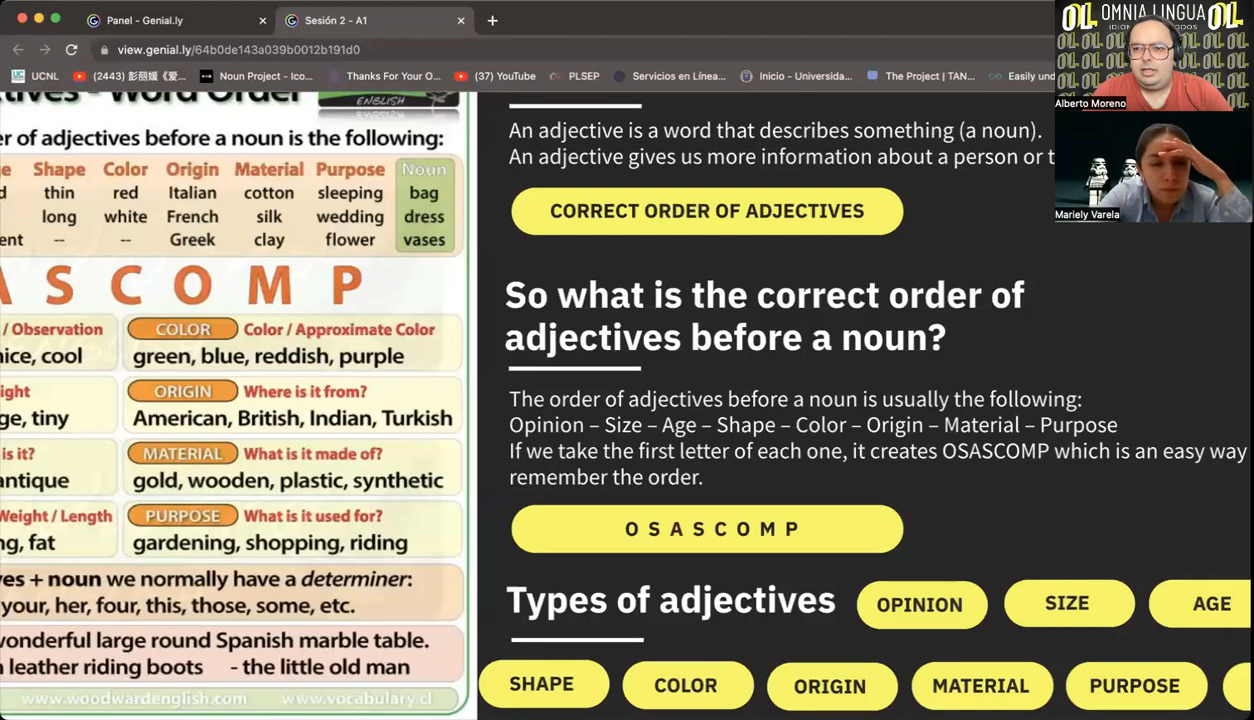 Panel - Genial.ly
Sesión 2 - A1
view.genial.ly/64b0de143a039b0012b191d0
UCNL
(2443) 彭丽媛《爱...
Noun Project - Ico...
Thanks For Your O...
(37) YouTube
PLSEP
Servicios en Línea...
Inicio - Universida...
The Project | TAN...
Easily un
OMNIA LINGUA
Alberto Moreno
Mariely Varela
ctives - Word Order
ENGLISH
er of adjectives before a noun is the following:
ge Shape Color Origin Material Purpose Noun
d thin red Italian cotton sleeping bag
long white French silk wedding dress
ent -- -- Greek clay flower vases
A S C O M P
/ Observation
nice, cool
COLOR Color / Approximate Color
green, blue, reddish, purple
ight
ge, tiny
ORIGIN Where is it from?
American, British, Indian, Turkish
is it?
antique
MATERIAL What is it made of?
gold, wooden, plastic, synthetic
Weight / Length
ng, fat
PURPOSE What is it used for?
gardening, shopping, riding
ves + noun we normally have a determiner:
your, her, four, this, those, some, etc.
wonderful large round Spanish marble table.
n leather riding boots - the little old man
www.woodwardenglish.com www.vocabulary.cl
An adjective is a word that describes something (a noun).
An adjective gives us more information about a person or t
CORRECT ORDER OF ADJECTIVES
So what is the correct order of
adjectives before a noun?
The order of adjectives before a noun is usually the following:
Opinion – Size – Age – Shape – Color – Origin – Material – Purpose
If we take the first letter of each one, it creates OSASCOMP which is an easy way
remember the order.
O S A S C O M P
Types of adjectives
OPINION
SIZE
AGE
SHAPE
COLOR
ORIGIN
MATERIAL
PURPOSE